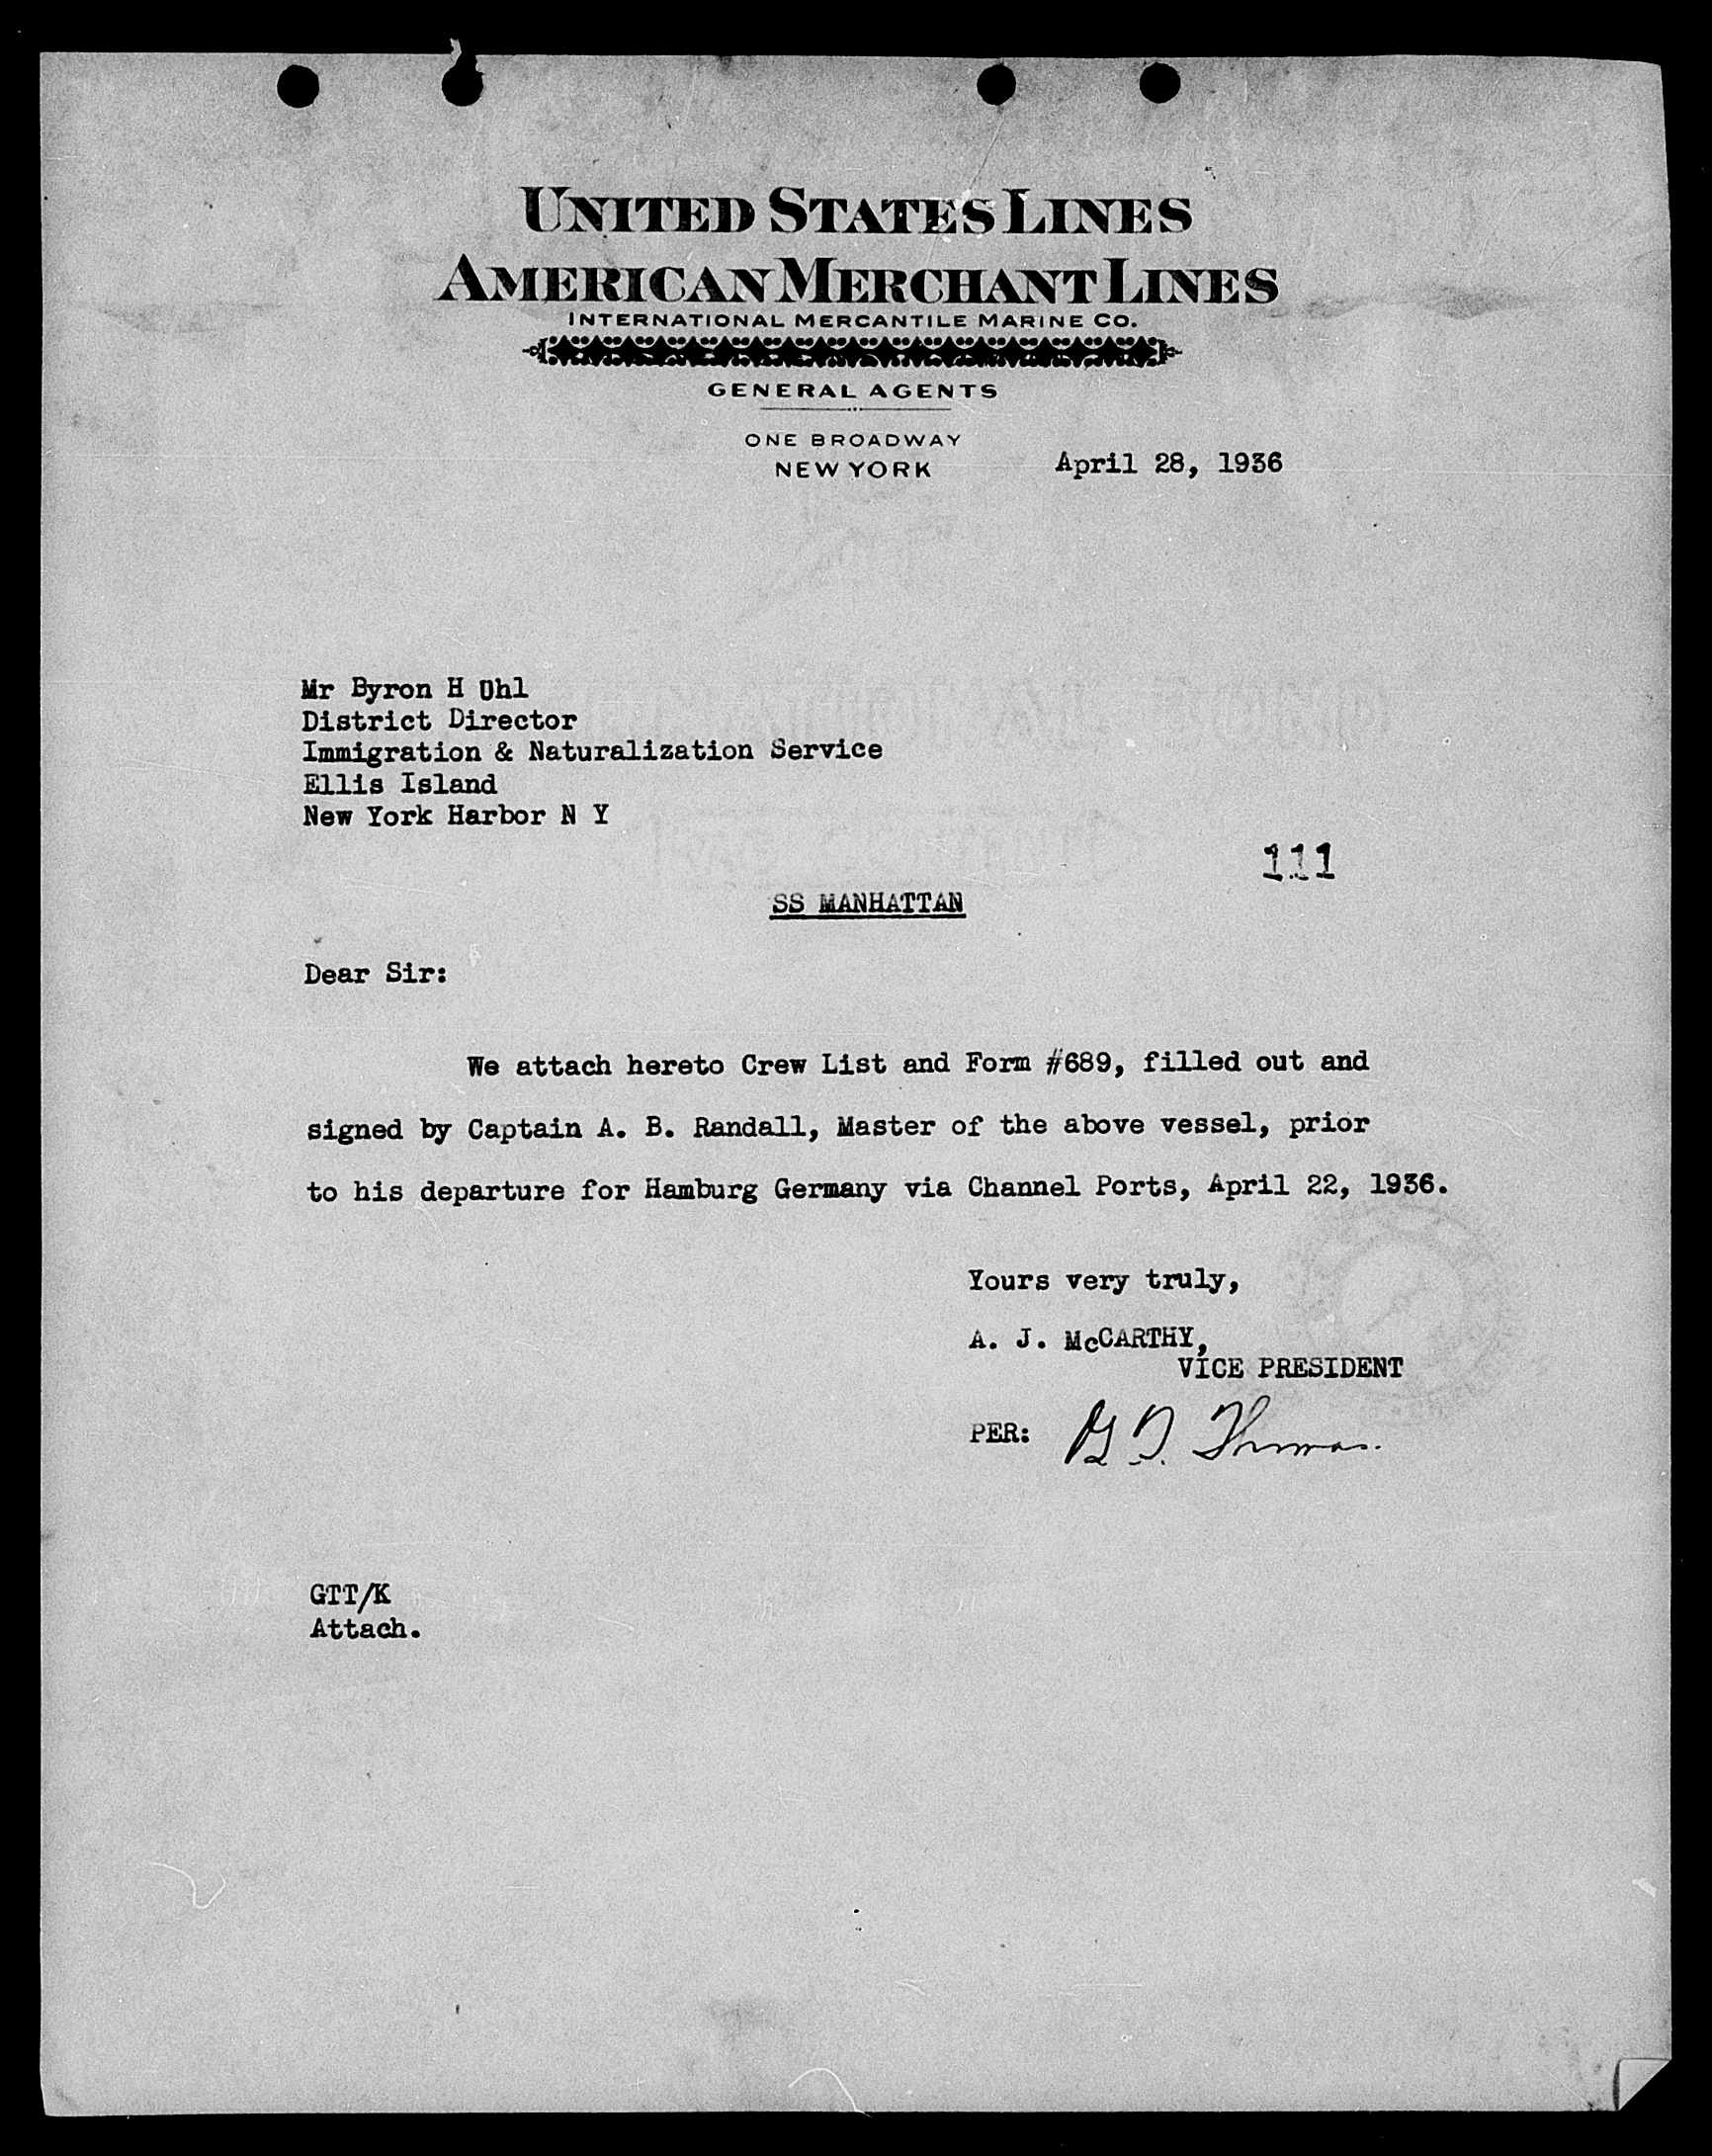 UNITED STATES LINES
AMERICAN MERCHANT LINES
INTERNATIONAL MERCANTILE MARINE CO.
GENERAL AGENTS
ONE BROADWAY
NEW YORK
April 28, 1936
Mr Byron H Uhl
District Director
Immigration & Naturalization Service
Ellis Island
New York Harbor N Y
111
SS MANHATTAN
Dear Sir:
We attach hereto Crew List and Form #689, filled out and
signed by Captain A. B. Randall, Master of the above vessel, prior
to his departure for Hamburg Germany via Channel Ports, April 22, 1936.
Yours very truly,
A. J. McCARTHY,
VICE PRESIDENT
PER: G. T. Thomas.
GTT/K
Attach.